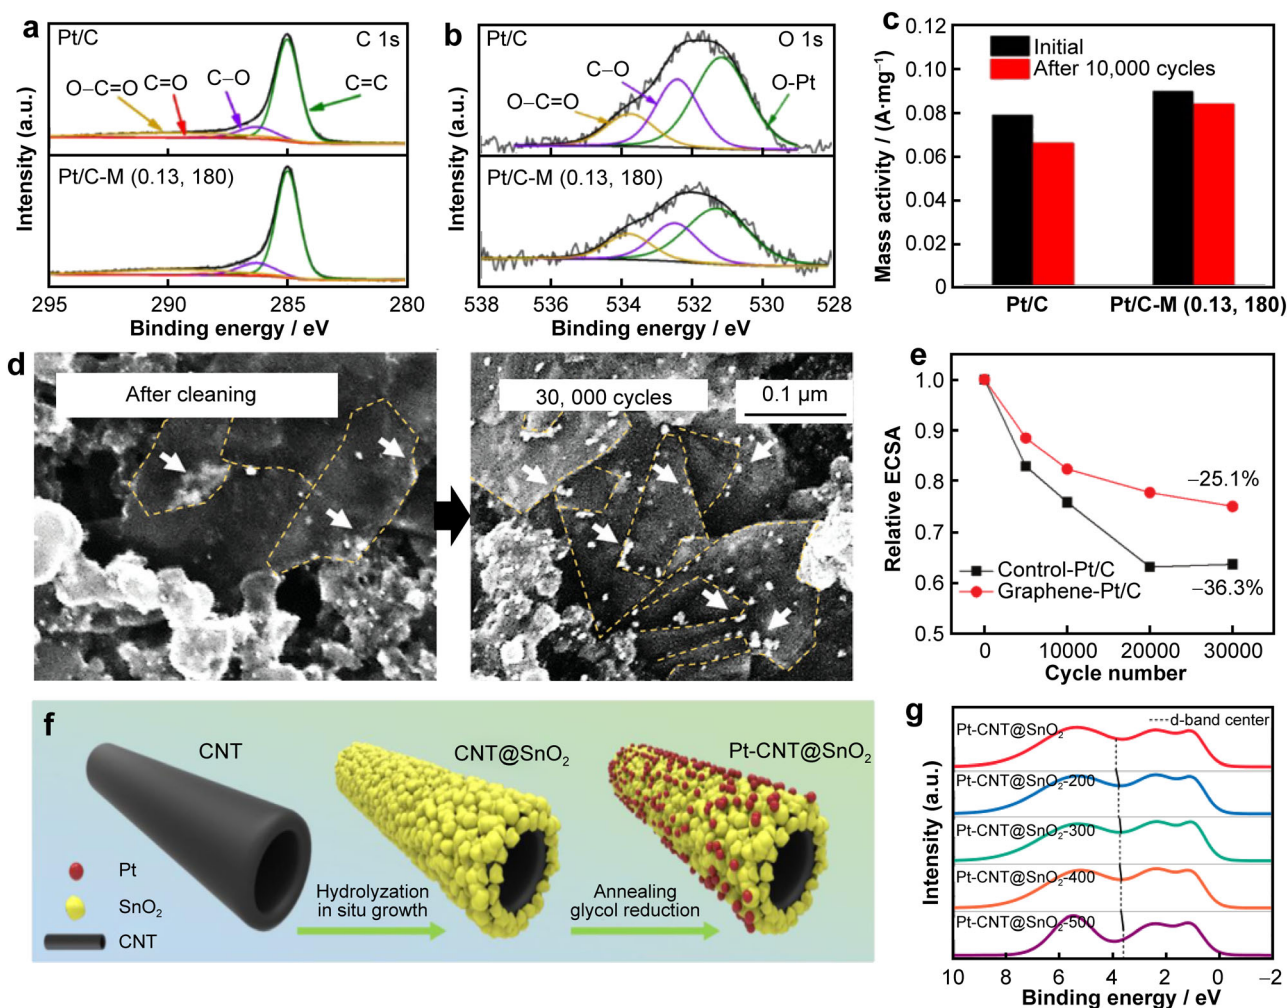 a
Pt/C
C 1s
O−C=O
C=O
C−O
C=C
Pt/C-M (0.13, 180)
Intensity (a.u.)
295 290 285 280
Binding energy / eV
b
Pt/C
O 1s
O−C=O
C−O
O-Pt
Pt/C-M (0.13, 180)
Intensity (a.u.)
538 536 534 532 530 528
Binding energy / eV
c
Initial
After 10,000 cycles
Mass activity / (A·mg⁻¹)
0.12
0.10
0.08
0.06
0.04
0.02
0
Pt/C
Pt/C-M (0.13, 180)
d
After cleaning
30, 000 cycles
0.1 µm
e
Relative ECSA
1.0
0.9
0.8
0.7
0.6
0.5
−25.1%
−36.3%
Control-Pt/C
Graphene-Pt/C
0 10000 20000 30000
Cycle number
f
CNT
CNT@SnO₂
Pt-CNT@SnO₂
Pt
SnO₂
CNT
Hydrolyzation
in situ growth
Annealing
glycol reduction
g
d-band center
Pt-CNT@SnO₂
Pt-CNT@SnO₂-200
Pt-CNT@SnO₂-300
Pt-CNT@SnO₂-400
Pt-CNT@SnO₂-500
Intensity (a.u.)
10 8 6 4 2 0 −2
Binding energy / eV